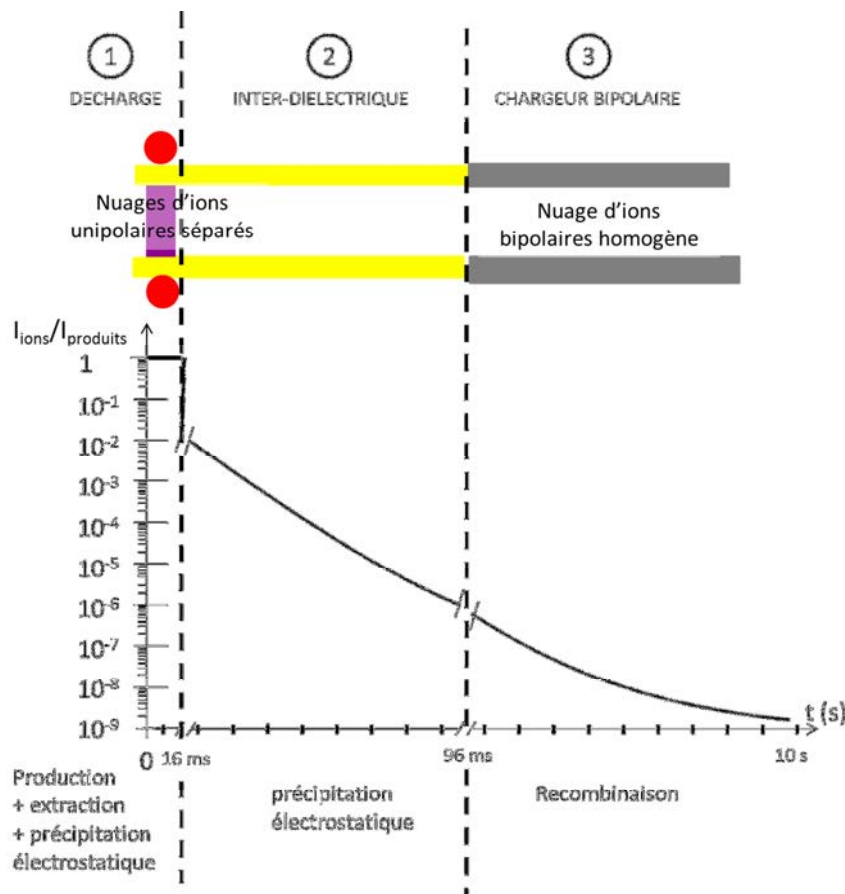 1
2
3
DECHARGE
INTER-DIELECTRIQUE
CHARGEUR BIPOLAIRE
Nuages d'ions
unipolaires séparés
Nuage d'ions
bipolaires homogène
I ions/I produits
1
10-1
10-2
10-3
10-4
10-5
10-6
10-7
10-8
10-9
t (s)
0
16 ms
96 ms
10 s
Production
+ extraction
+ précipitation
électrostatique
précipitation
électrostatique
Recombinaison